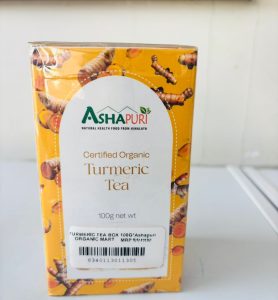 ASHAPURI
NATURAL HEALTH FOOD FROM HIMALAYA
Certified Organic
Turmeric
Tea
100g net wt
TURMERIC TEA BOX 100G*Ashapuri
ORGANIC MART MRP